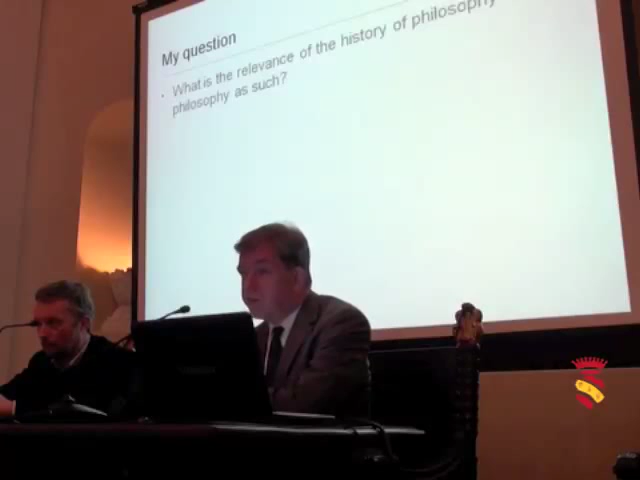 My question
• What is the relevance of the history of philosophy
philosophy as such?